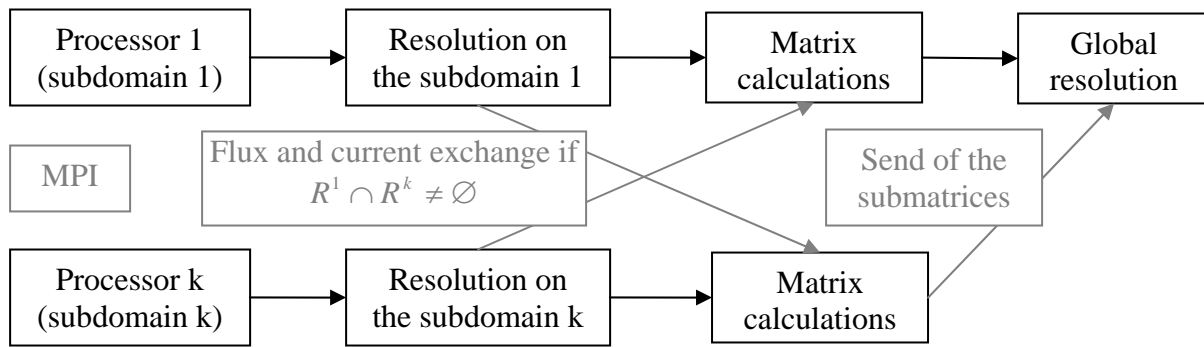 Processor 1
(subdomain 1)
Resolution on
the subdomain 1
Matrix
calculations
Global
resolution
MPI
Flux and current exchange if
R¹ ∩ Rᵏ ≠ ∅
Send of the
submatrices
Processor k
(subdomain k)
Resolution on
the subdomain k
Matrix
calculations